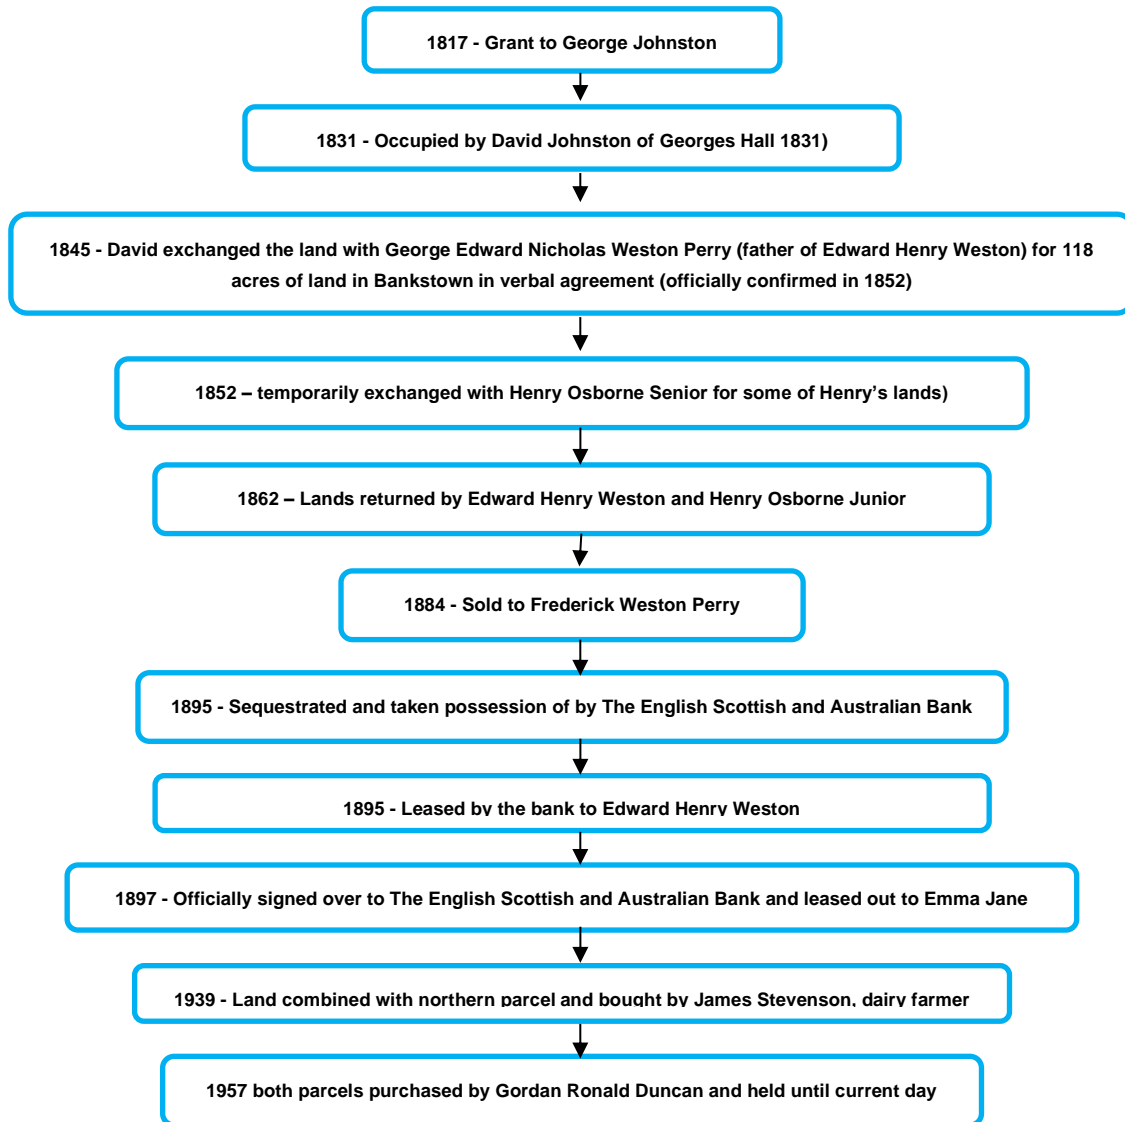 1817 - Grant to George Johnston
1831 - Occupied by David Johnston of Georges Hall 1831)
1845 - David exchanged the land with George Edward Nicholas Weston Perry (father of Edward Henry Weston) for 118
acres of land in Bankstown in verbal agreement (officially confirmed in 1852)
1852 – temporarily exchanged with Henry Osborne Senior for some of Henry's lands)
1862 – Lands returned by Edward Henry Weston and Henry Osborne Junior
1884 - Sold to Frederick Weston Perry
1895 - Sequestrated and taken possession of by The English Scottish and Australian Bank
1895 - Leased by the bank to Edward Henry Weston
1897 - Officially signed over to The English Scottish and Australian Bank and leased out to Emma Jane
1939 - Land combined with northern parcel and bought by James Stevenson, dairy farmer
1957 both parcels purchased by Gordan Ronald Duncan and held until current day